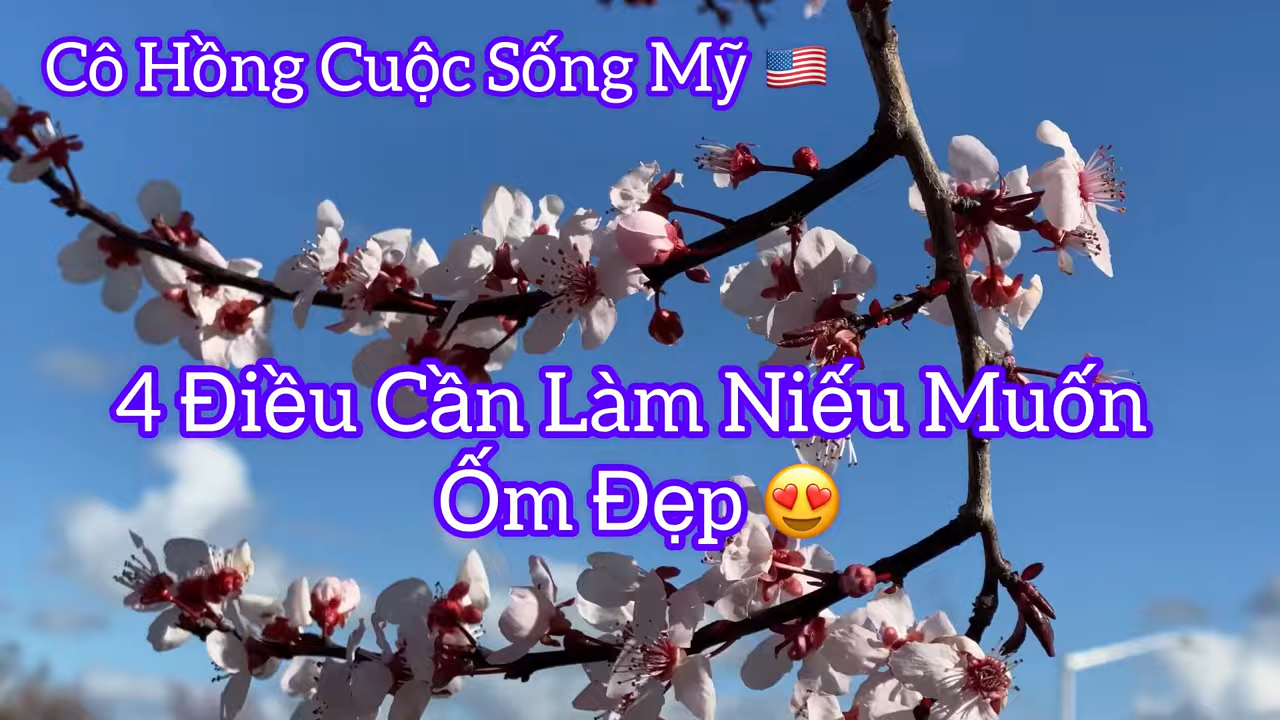 Cô Hồng Cuộc Sống Mỹ 🇺🇸
4 Điều Cần Làm Niếu Muốn
Ốm Đẹp 😍